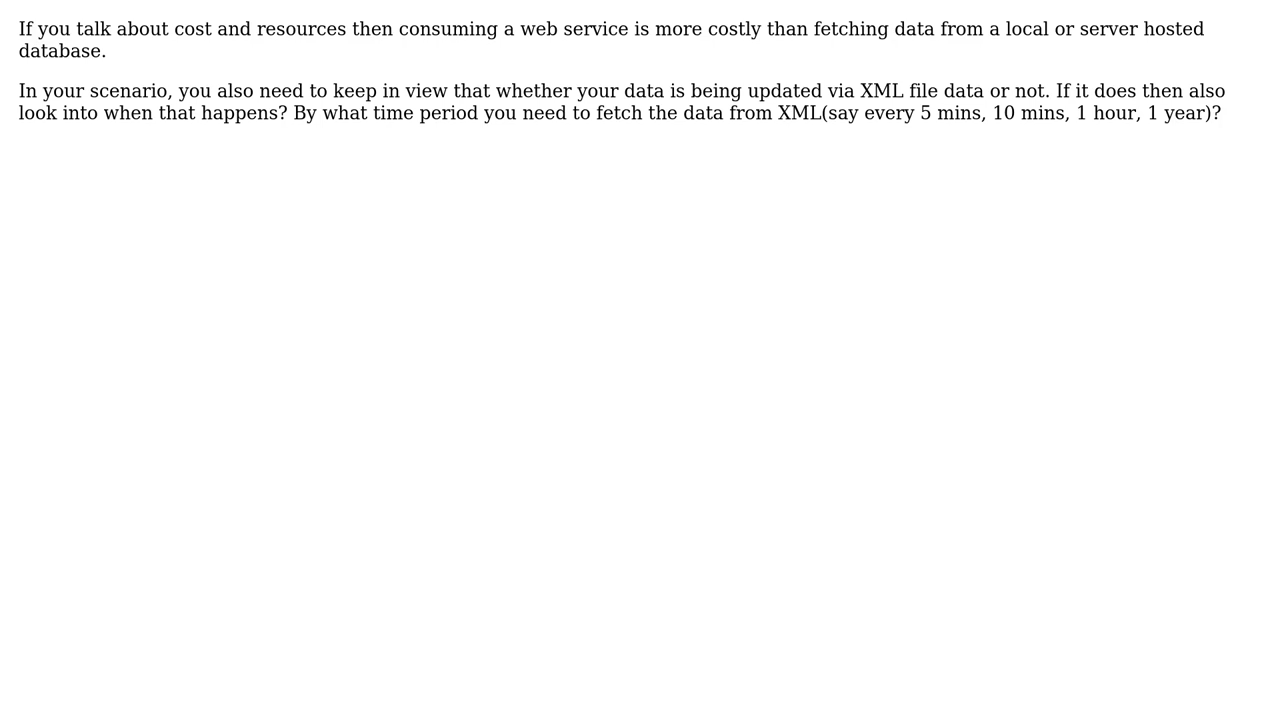 If you talk about cost and resources then consuming a web service is more costly than fetching data from a local or server hosted
database.
In your scenario, you also need to keep in view that whether your data is being updated via XML file data or not. If it does then also
look into when that happens? By what time period you need to fetch the data from XML(say every 5 mins, 10 mins, 1 hour, 1 year)?